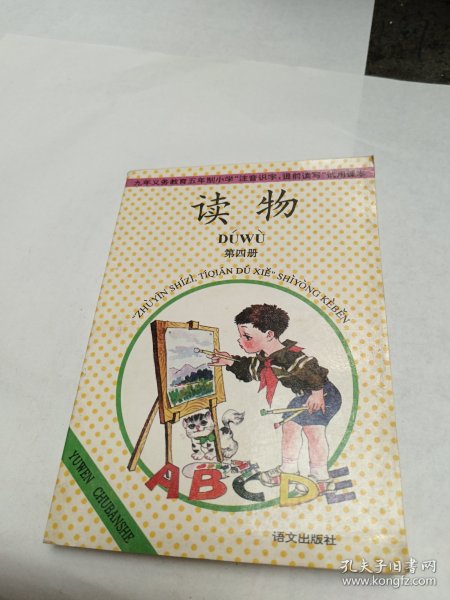 九年义务教育五年制小学“注音识字,提前读写”试用课本
读物
DÚWÙ
第四册
“ZHÙYĪN SHÍZÌ, TÍQIÁN DÚ XIĚ” SHÌYÒNG KÈBĚN
ABCDE
YUWEN CHUBANSHE
语文出版社
孔夫子旧书网
www.kongfz.com